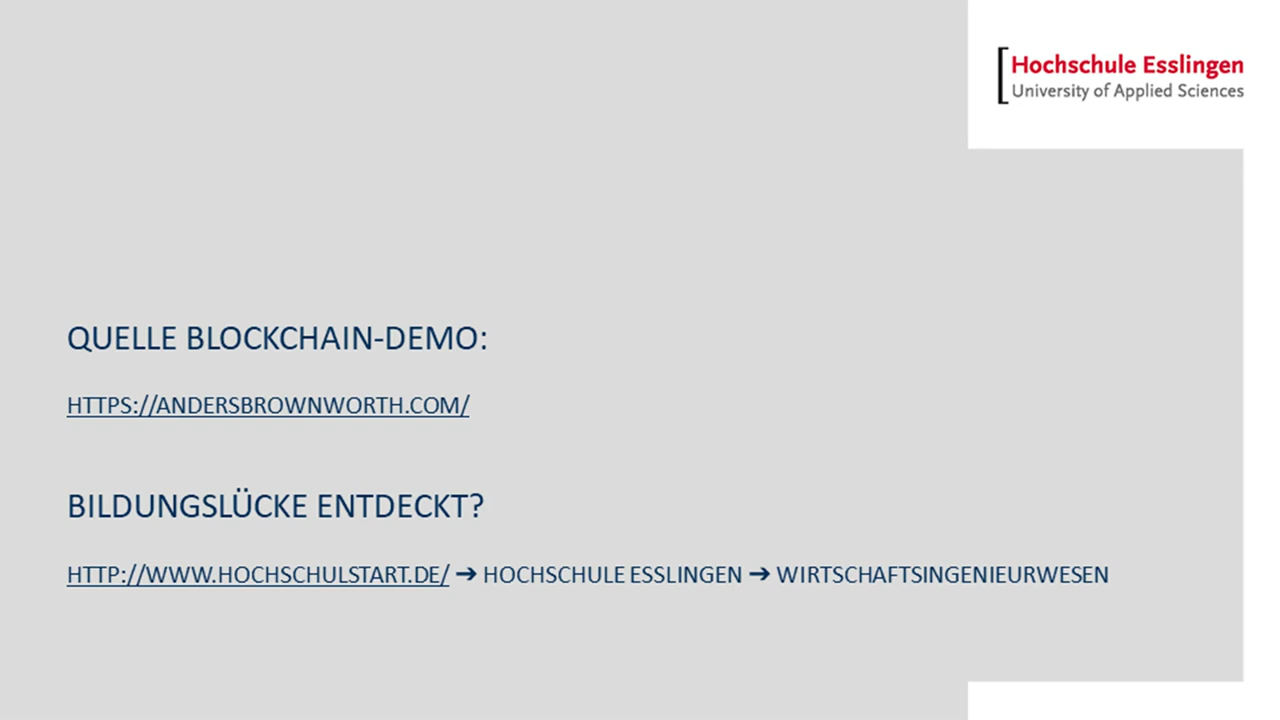 Hochschule Esslingen
University of Applied Sciences
QUELLE BLOCKCHAIN-DEMO:
HTTPS://ANDERSBROWNWORTH.COM/
BILDUNGSLÜCKE ENTDECKT?
HTTP://WWW.HOCHSCHULSTART.DE/ ➔ HOCHSCHULE ESSLINGEN ➔ WIRTSCHAFTSINGENIEURWESEN